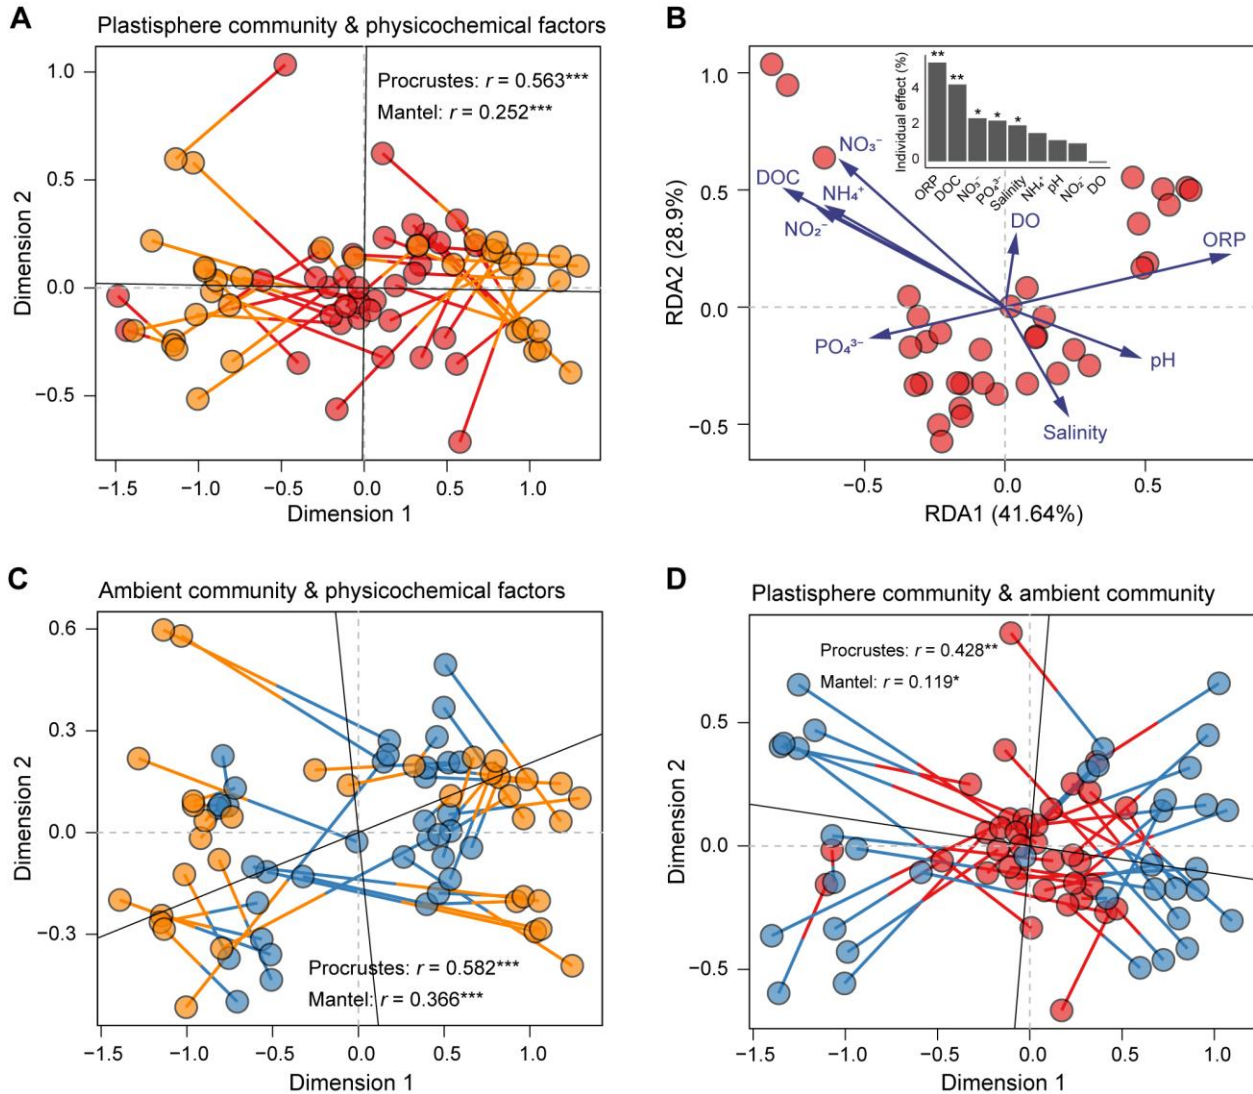 A
Plastisphere community & physicochemical factors
Procrustes: r = 0.563***
Mantel: r = 0.252***
1.0
0.5
0.0
−0.5
Dimension 2
−1.5
−1.0
−0.5
0.0
0.5
1.0
Dimension 1
B
Individual effect (%)
6
4
2
0
**
**
*
*
*
ORP
DOC
NO₃⁻
PO₄³⁻
Salinity
NH₄⁺
pH
NO₂⁻
DO
1.0
0.5
0.0
−0.5
RDA2 (28.9%)
NO₃⁻
DOC
NH₄⁺
NO₂⁻
DO
ORP
PO₄³⁻
pH
Salinity
−0.5
0.0
0.5
RDA1 (41.64%)
C
Ambient community & physicochemical factors
0.6
0.3
0.0
−0.3
Dimension 2
Procrustes: r = 0.582***
Mantel: r = 0.366***
−1.5
−1.0
−0.5
0.0
0.5
1.0
Dimension 1
D
Plastisphere community & ambient community
Procrustes: r = 0.428**
Mantel: r = 0.119*
0.5
0.0
−0.5
Dimension 2
−1.5
−1.0
−0.5
0.0
0.5
1.0
Dimension 1